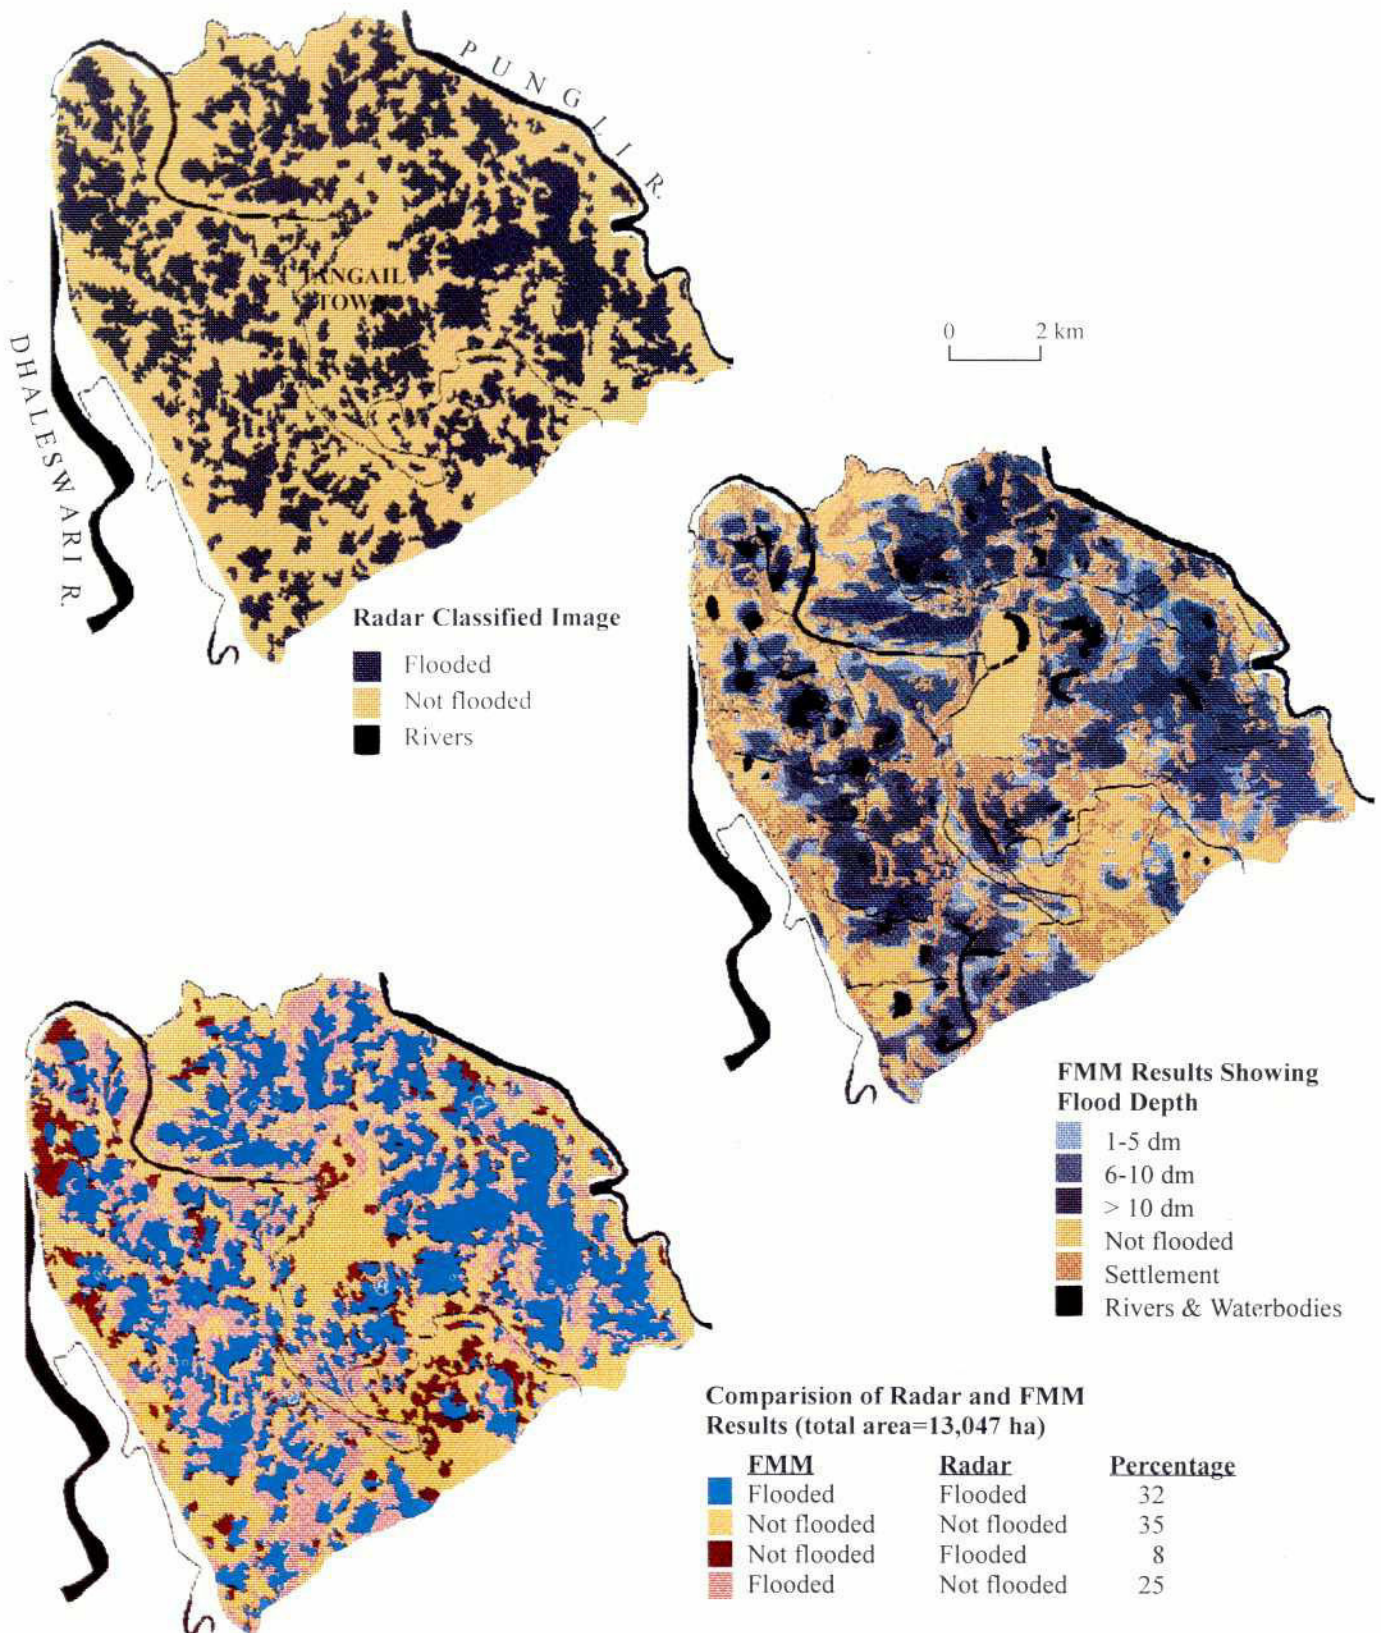 PUNGLI R.
TANGAIL
TOWN
DHALESWARI R.
0 2 km
Radar Classified Image
Flooded
Not flooded
Rivers
FMM Results Showing
Flood Depth
1-5 dm
6-10 dm
> 10 dm
Not flooded
Settlement
Rivers & Waterbodies
Comparision of Radar and FMM
Results (total area=13,047 ha)
FMM Radar Percentage
Flooded Flooded 32
Not flooded Not flooded 35
Not flooded Flooded 8
Flooded Not flooded 25